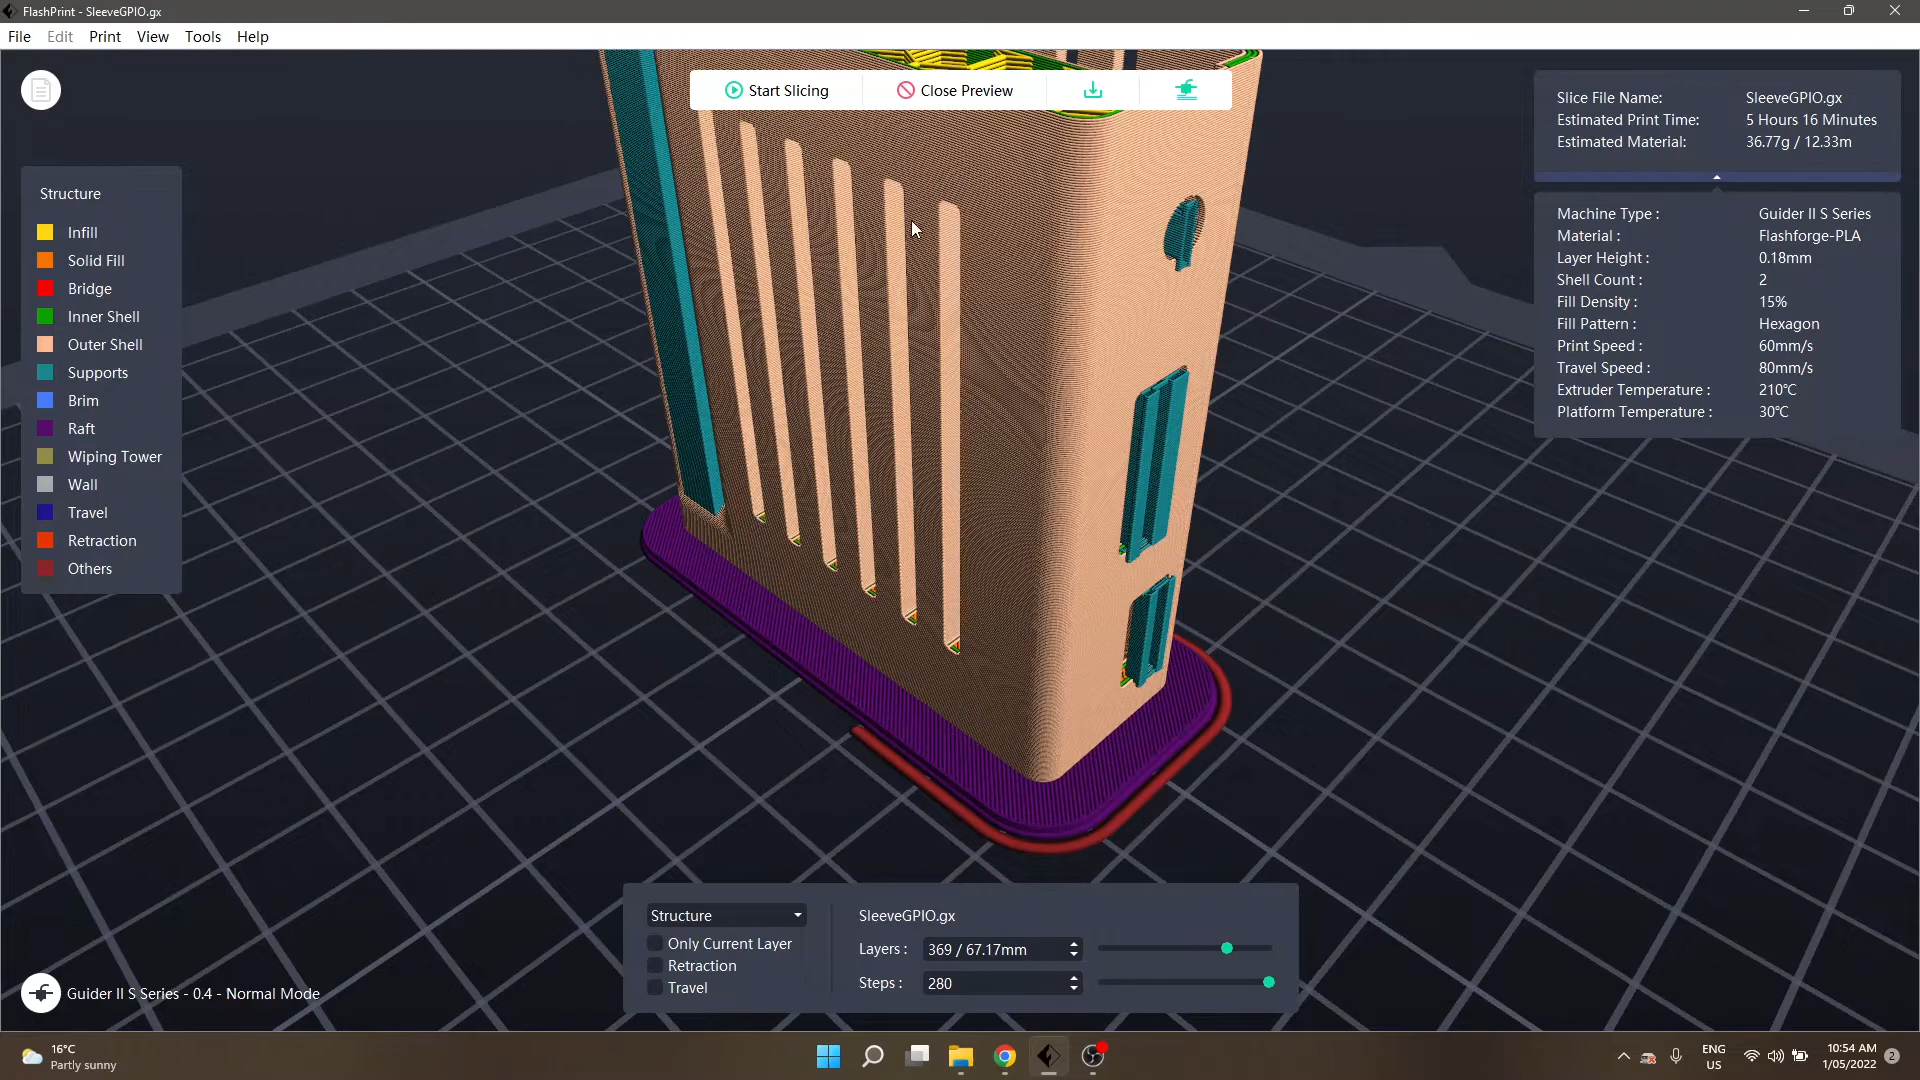 FlashPrint - SleeveGPIO.gx
File Edit Print View Tools Help
Start Slicing
Close Preview
Slice File Name: SleeveGPIO.gx
Estimated Print Time: 5 Hours 16 Minutes
Estimated Material: 36.77g / 12.33m
Machine Type : Guider II S Series
Material : Flashforge-PLA
Layer Height : 0.18mm
Shell Count : 2
Fill Density : 15%
Fill Pattern : Hexagon
Print Speed : 60mm/s
Travel Speed : 80mm/s
Extruder Temperature : 210℃
Platform Temperature : 30℃
Structure
Infill
Solid Fill
Bridge
Inner Shell
Outer Shell
Supports
Brim
Raft
Wiping Tower
Wall
Travel
Retraction
Others
Structure
Only Current Layer
Retraction
Travel
SleeveGPIO.gx
Layers : 369 / 67.17mm
Steps : 280
Guider II S Series - 0.4 - Normal Mode
16°C
Partly sunny
ENG
US
10:54 AM
1/05/2022
2